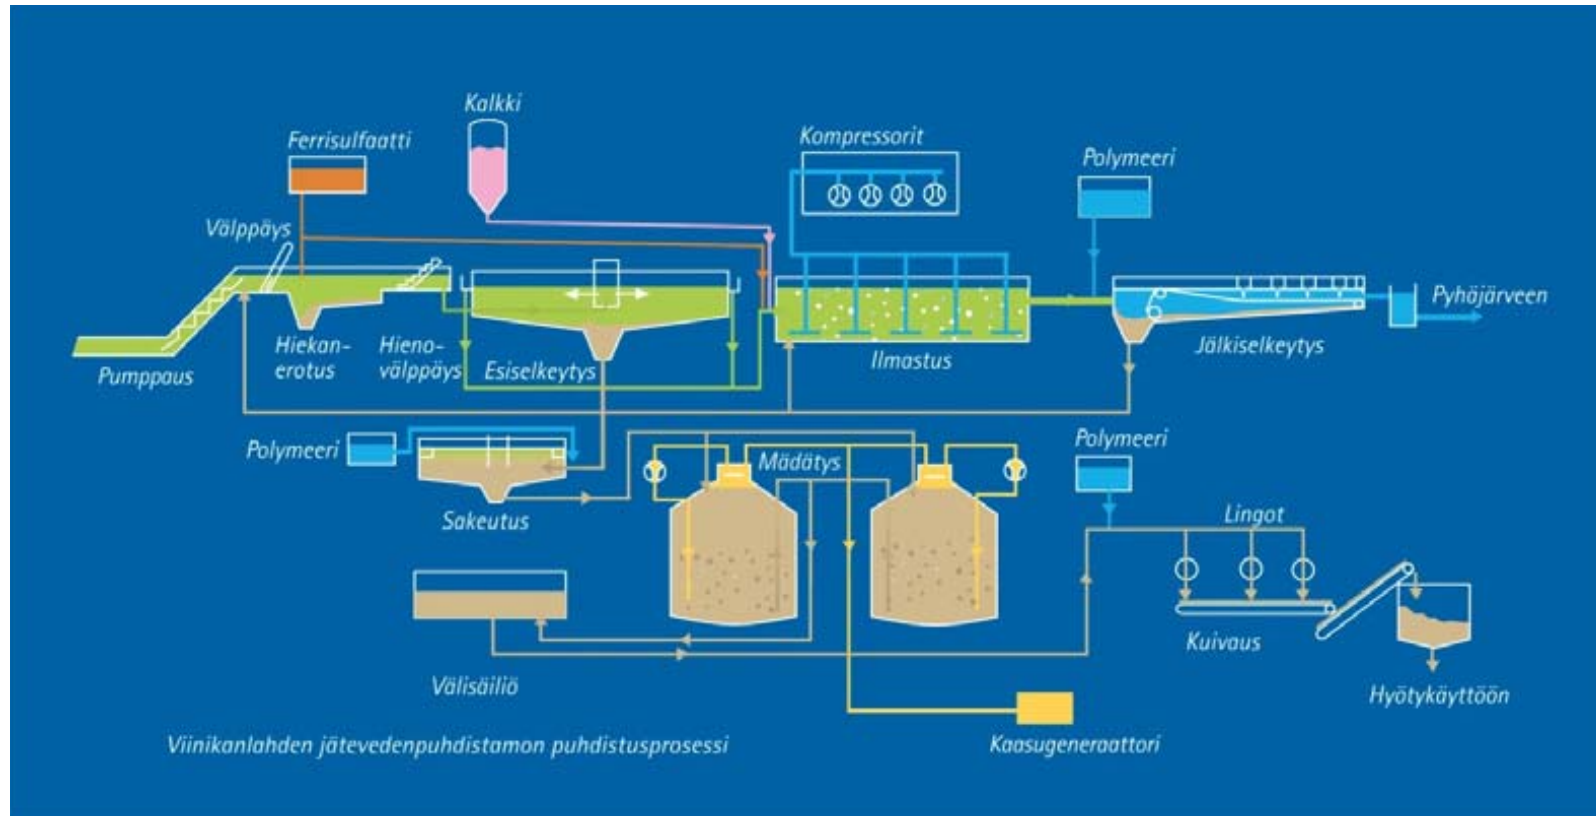 Kalkki
Ferrisulfaatti
Kompressorit
Polymeeri
Välppäys
Pyhäjärveen
Hiekan-
erotus
Hieno-
välppäys
Esiselkeytys
Ilmastus
Jälkiselkeytys
Pumppaus
Polymeeri
Mädätys
Polymeeri
Sakeutus
Lingot
Kuivaus
Välisäiliö
Hyötykäyttöön
Viinikanlahden jätevedenpuhdistamon puhdistusprosessi
Kaasugeneraattori